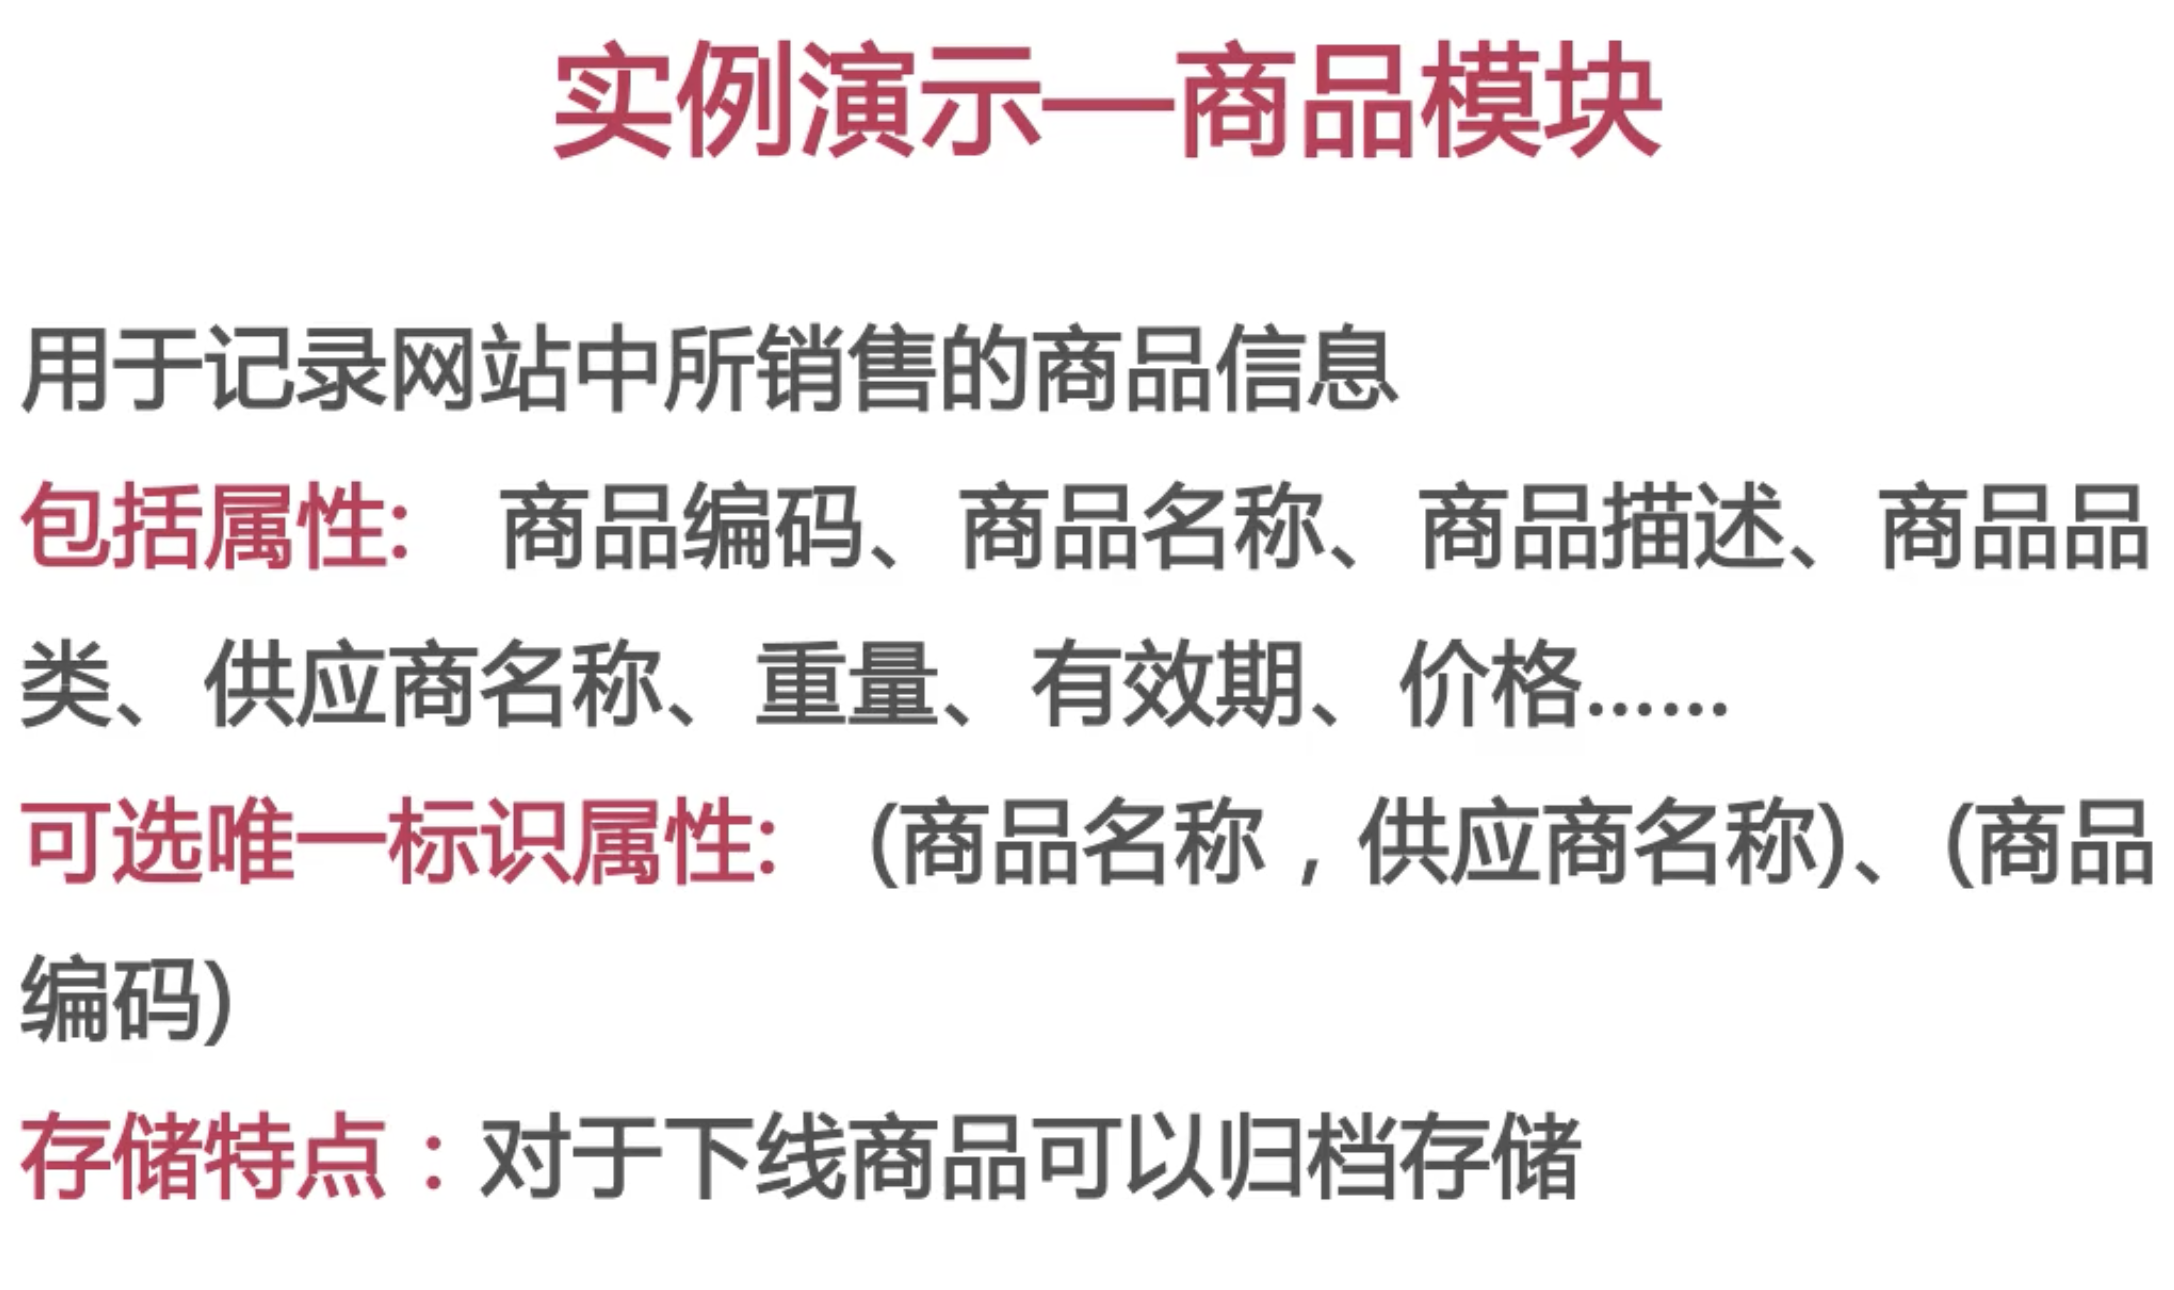 实例演示—商品模块
用于记录网站中所销售的商品信息
包括属性: 商品编码、商品名称、商品描述、商品品
类、供应商名称、重量、有效期、价格......
可选唯一标识属性: (商品名称，供应商名称)、(商品
编码)
存储特点：对于下线商品可以归档存储